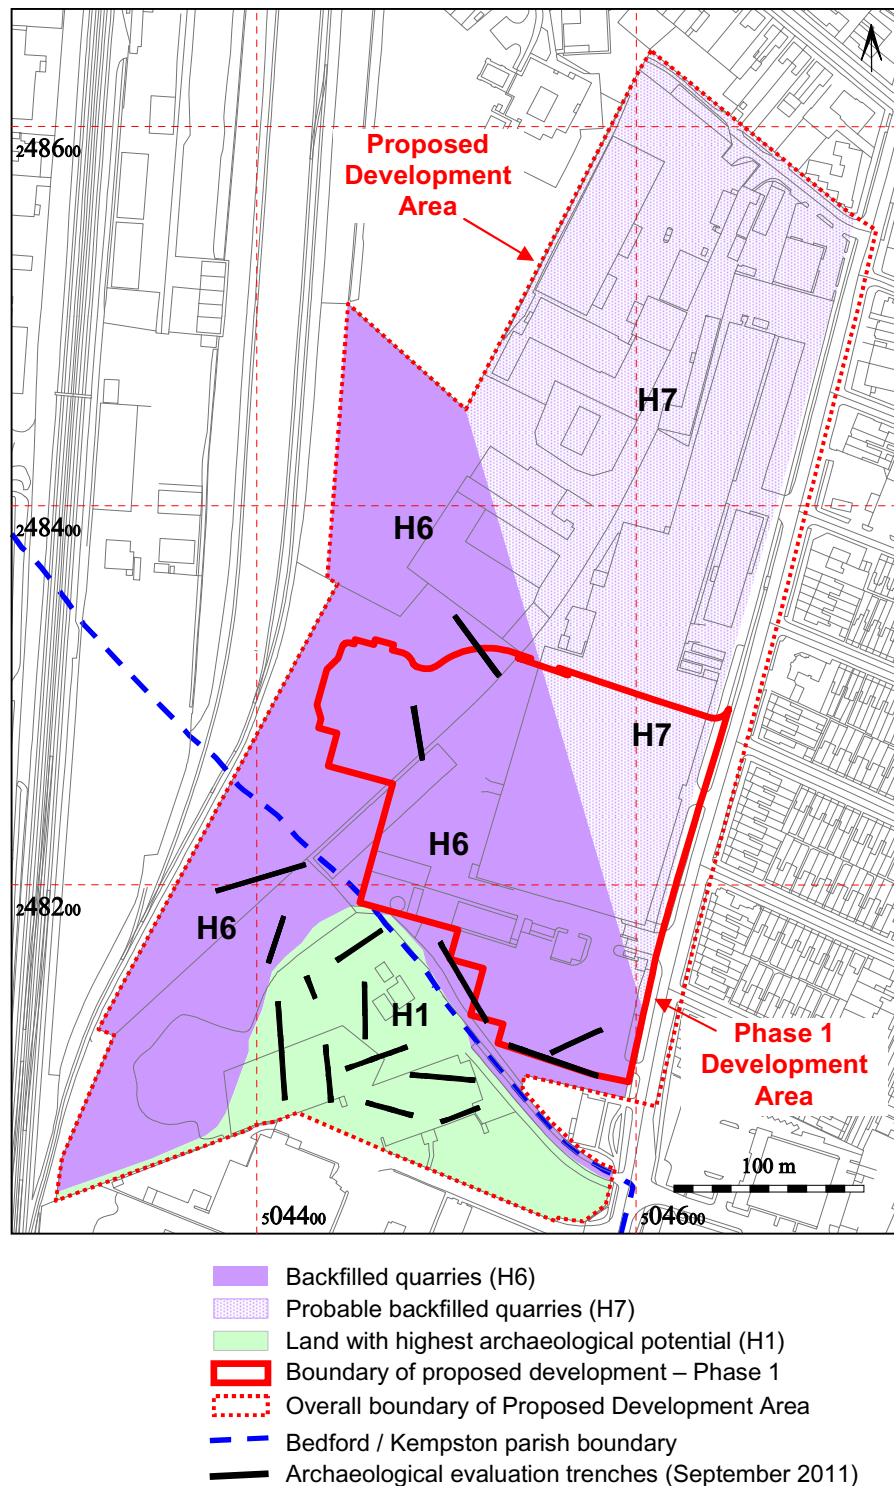 248600
Proposed
Development
Area
H7
H6
248400
H7
H6
248200
H6
H1
Phase 1
Development
Area
100 m
504400
504600
Backfilled quarries (H6)
Probable backfilled quarries (H7)
Land with highest archaeological potential (H1)
Boundary of proposed development – Phase 1
Overall boundary of Proposed Development Area
Bedford / Kempston parish boundary
Archaeological evaluation trenches (September 2011)